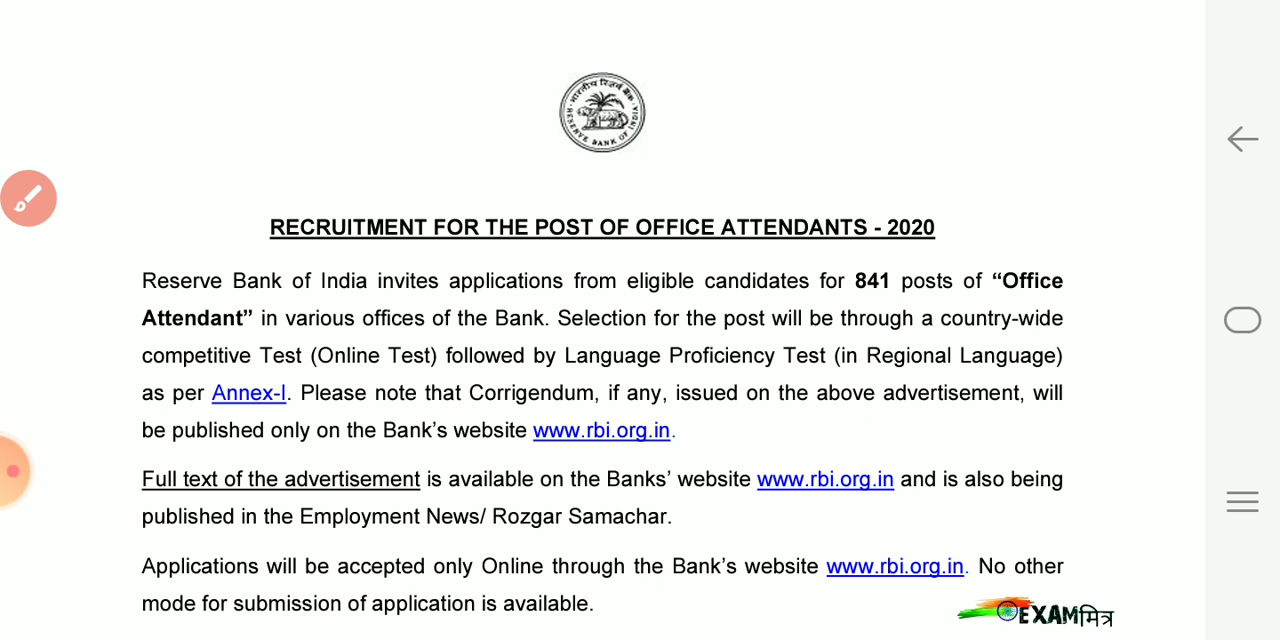 भारतीय रिज़र्व बैंक
RESERVE BANK OF INDIA
RECRUITMENT FOR THE POST OF OFFICE ATTENDANTS - 2020
Reserve Bank of India invites applications from eligible candidates for 841 posts of “Office
Attendant” in various offices of the Bank. Selection for the post will be through a country-wide
competitive Test (Online Test) followed by Language Proficiency Test (in Regional Language)
as per Annex-I. Please note that Corrigendum, if any, issued on the above advertisement, will
be published only on the Bank’s website www.rbi.org.in.
Full text of the advertisement is available on the Banks’ website www.rbi.org.in and is also being
published in the Employment News/ Rozgar Samachar.
Applications will be accepted only Online through the Bank’s website www.rbi.org.in. No other
mode for submission of application is available.
EXAMमित्र